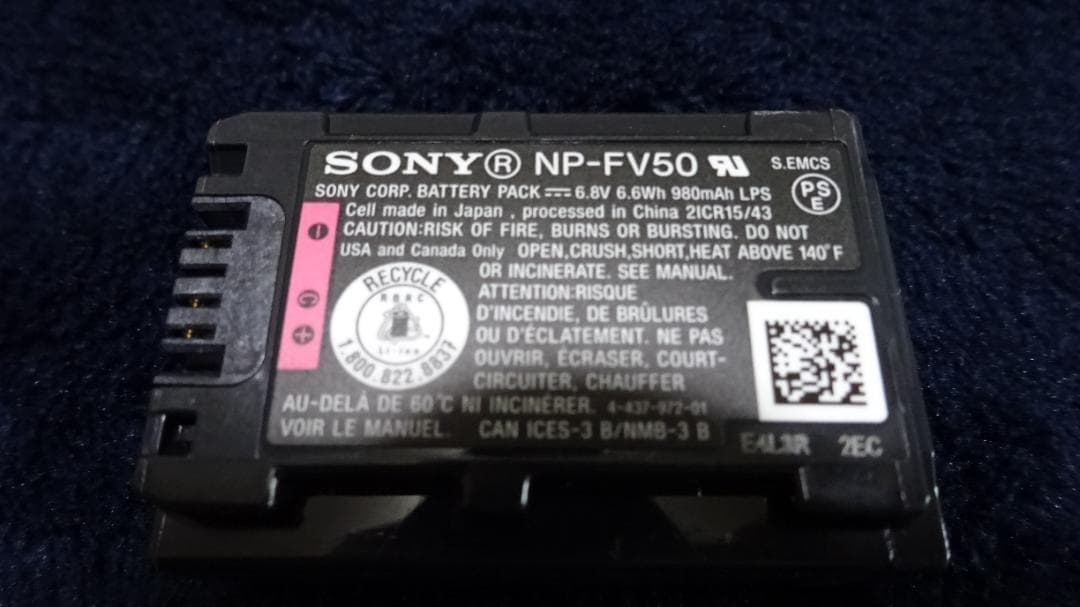 SONY® NP-FV50 S.EMCS
SONY CORP. BATTERY PACK 6.8V 6.6Wh 980mAh LPS
PSE
Cell made in Japan , processed in China 2ICR15/43
CAUTION:RISK OF FIRE, BURNS OR BURSTING. DO NOT
USA and Canada Only OPEN,CRUSH,SHORT,HEAT ABOVE 140°F
OR INCINERATE. SEE MANUAL.
ATTENTION:RISQUE
D'INCENDIE, DE BRÛLURES
OU D'ÉCLATEMENT. NE PAS
OUVRIR, ÉCRASER, COURT-
CIRCUITER, CHAUFFER
RECYCLE
RBRC
Li-ion
1.800.822.8837
AU-DELÀ DE 60°C NI INCINÉRER. 4-437-972-01
VOIR LE MANUEL. CAN ICES-3 B/NMB-3 B
E4L3R 2EC